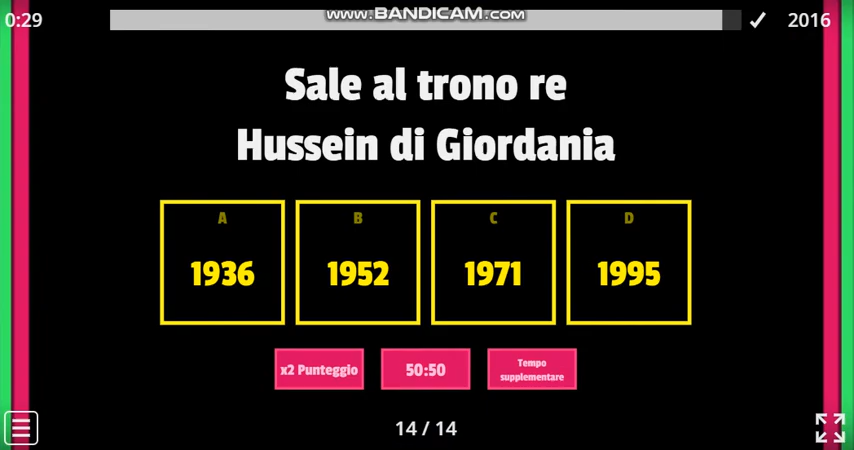 0:29
www.BANDICAM.com
2016
Sale al trono re
Hussein di Giordania
A
B
C
D
1936
1952
1971
1995
x2 Punteggio
50:50
Tempo
supplementare
14 / 14